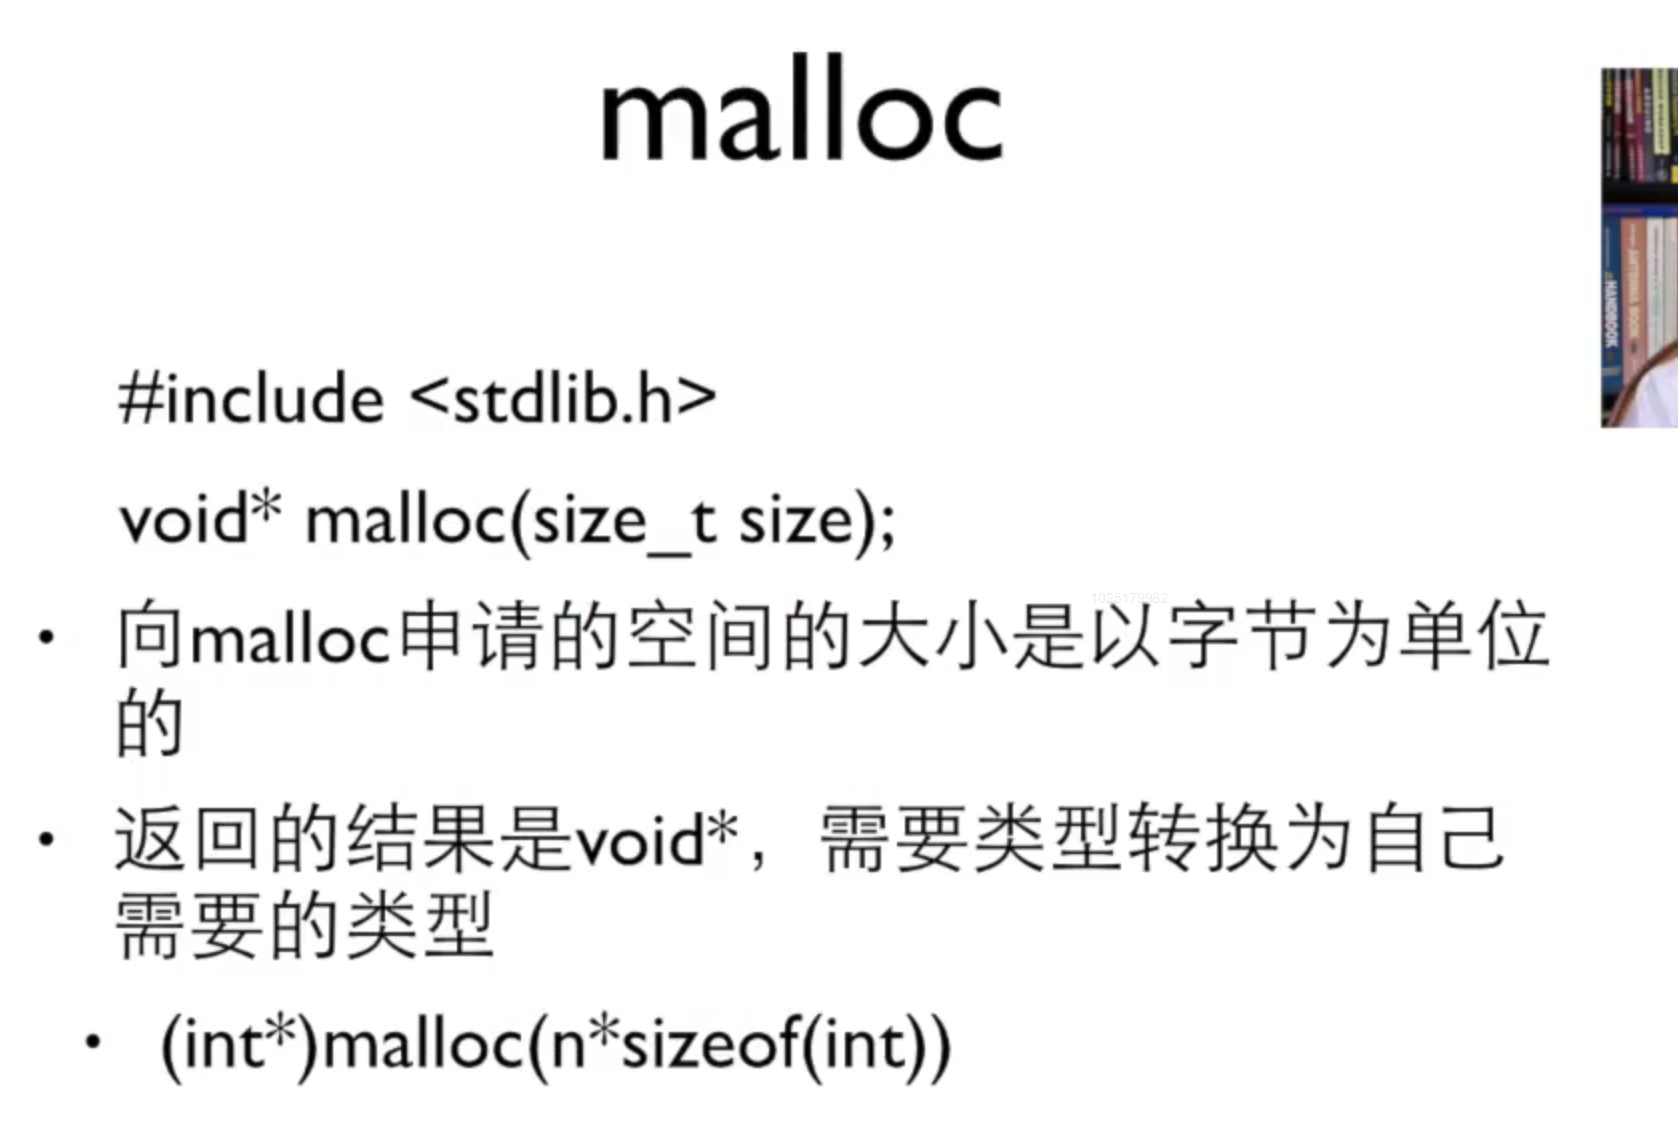 malloc
#include <stdlib.h>
void* malloc(size_t size);
1025179982
• 向malloc申请的空间的大小是以字节为单位
的
• 返回的结果是void*，需要类型转换为自己
需要的类型
• (int*)malloc(n*sizeof(int))
HANDBOOK